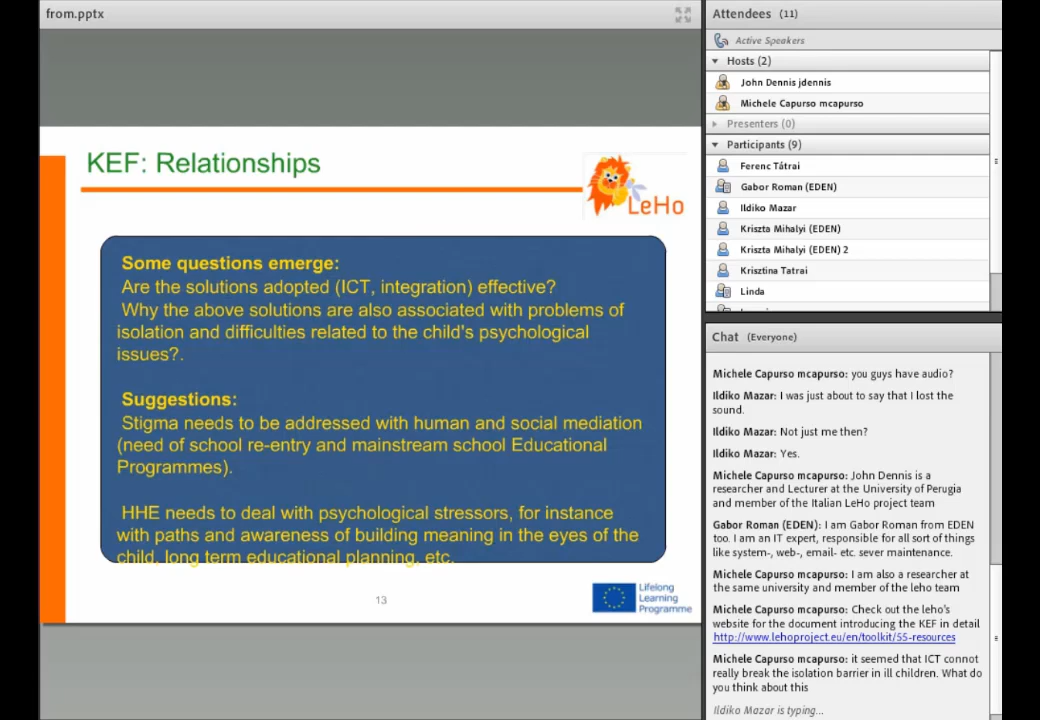 from.pptx
KEF: Relationships
LeHo
Some questions emerge:
Are the solutions adopted (ICT, integration) effective?
Why the above solutions are also associated with problems of
isolation and difficulties related to the child's psychological
issues?.
Suggestions:
Stigma needs to be addressed with human and social mediation
(need of school re-entry and mainstream school Educational
Programmes).
HHE needs to deal with psychological stressors, for instance
with paths and awareness of building meaning in the eyes of the
child, long term educational planning, etc.
13
Lifelong
Learning
Programme
Attendees (11)
Active Speakers
Hosts (2)
John Dennis jdennis
Michele Capurso mcapurso
Presenters (0)
Participants (9)
Ferenc Tátrai
Gabor Roman (EDEN)
Ildiko Mazar
Kriszta Mihalyi (EDEN)
Kriszta Mihalyi (EDEN) 2
Krisztina Tatrai
Linda
Chat (Everyone)
Michele Capurso mcapurso: you guys have audio?
Ildiko Mazar: I was just about to say that I lost the
sound.
Ildiko Mazar: Not just me then?
Ildiko Mazar: Yes.
Michele Capurso mcapurso: John Dennis is a
researcher and Lecturer at the University of Perugia
and member of the Italian LeHo project team
Gabor Roman (EDEN): I am Gabor Roman from EDEN
too. I am an IT expert, responsible for all sort of things
like system-, web-, email- etc. sever maintenance.
Michele Capurso mcapurso: I am also a researcher at
the same university and member of the leho team
Michele Capurso mcapurso: Check out the leho's
website for the document introducing the KEF in detail
http://www.lehoproject.eu/en/toolkit/55-resources
Michele Capurso mcapurso: it seemed that ICT connot
really break the isolation barrier in ill children. What do
you think about this
Ildiko Mazar is typing...